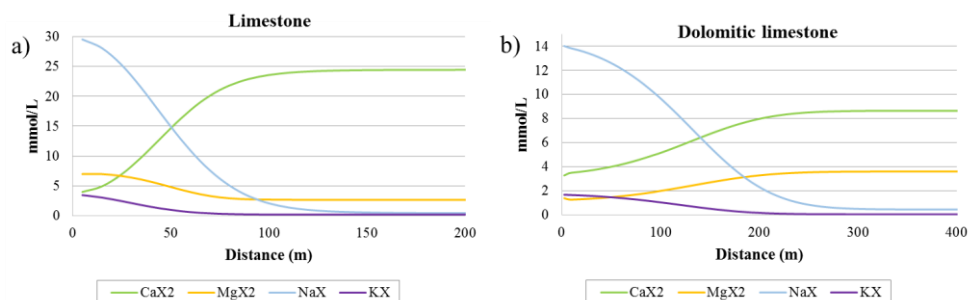 a)
Limestone
mmol/L
30
25
20
15
10
5
0
0 50 100 150 200
Distance (m)
CaX2 MgX2 NaX KX
b)
Dolomitic limestone
mmol/L
14
12
10
8
6
4
2
0
0 100 200 300 400
Distance (m)
CaX2 MgX2 NaX KX